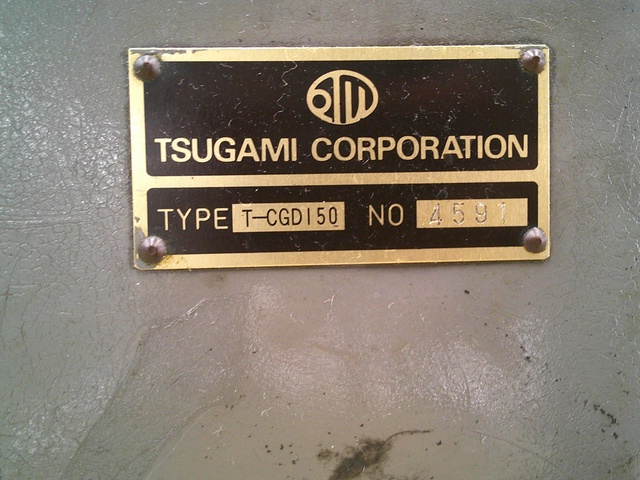 TSUGAMI CORPORATION
TYPE T-CGD150 NO 4591